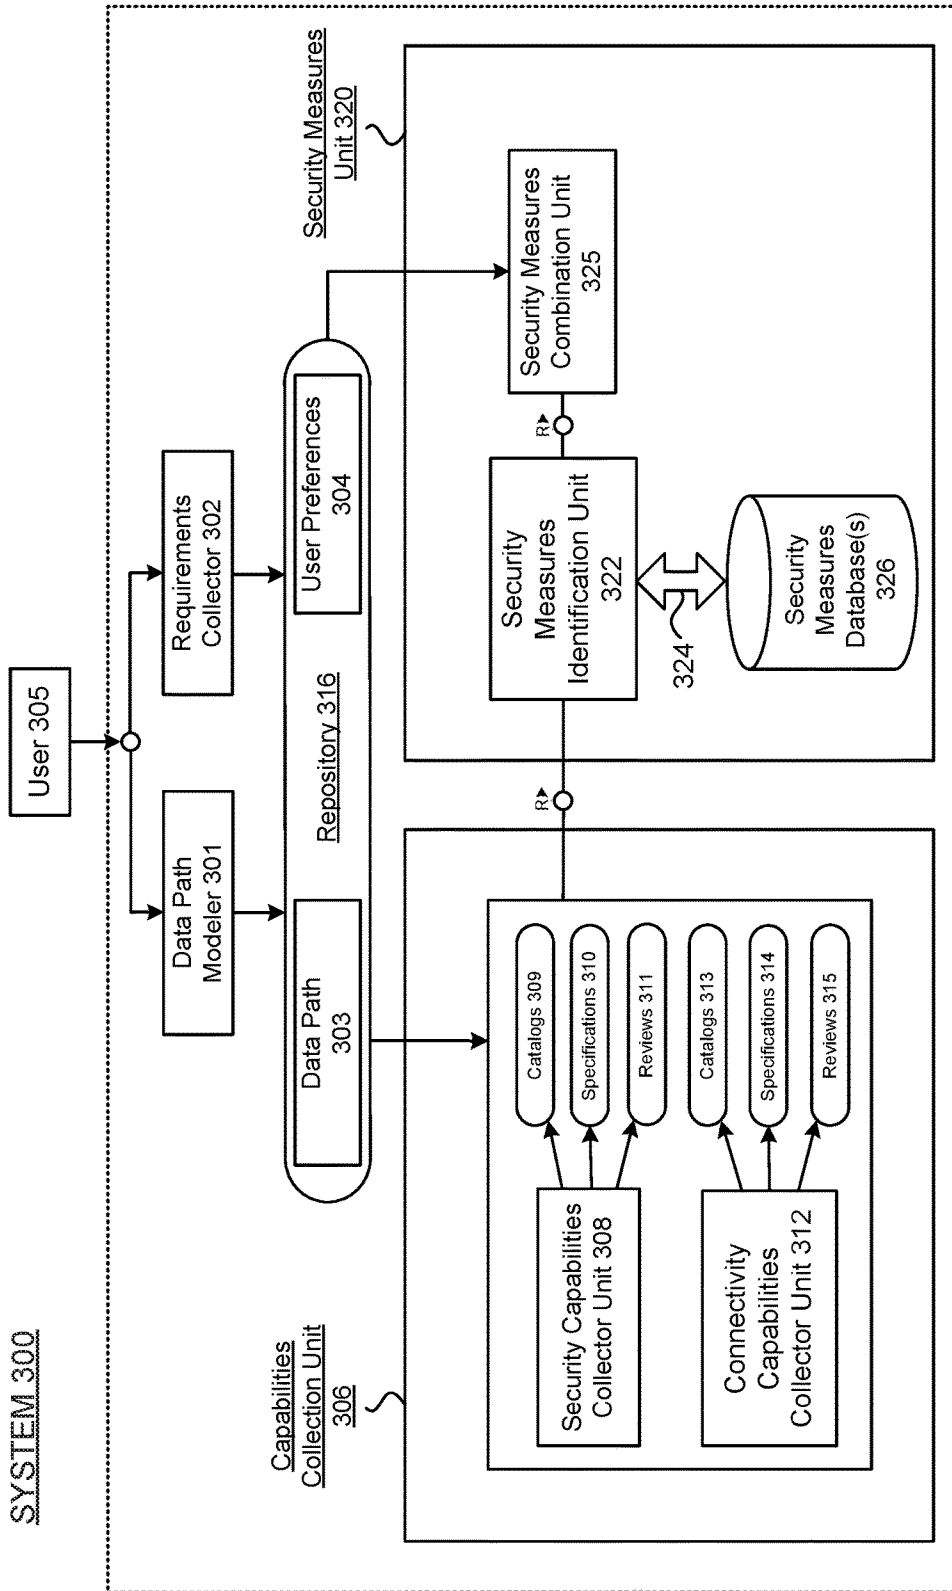 SYSTEM 300
User 305
Data Path
Modeler 301
Requirements
Collector 302
Data Path
303
Repository 316
User Preferences
304
Capabilities
Collection Unit
306
Security Capabilities
Collector Unit 308
Catalogs 309
Specifications 310
Reviews 311
Connectivity
Capabilities
Collector Unit 312
Catalogs 313
Specifications 314
Reviews 315
R
Security Measures
Unit 320
Security
Measures
Identification Unit
322
R
Security Measures
Combination Unit
325
324
Security
Measures
Database(s)
326